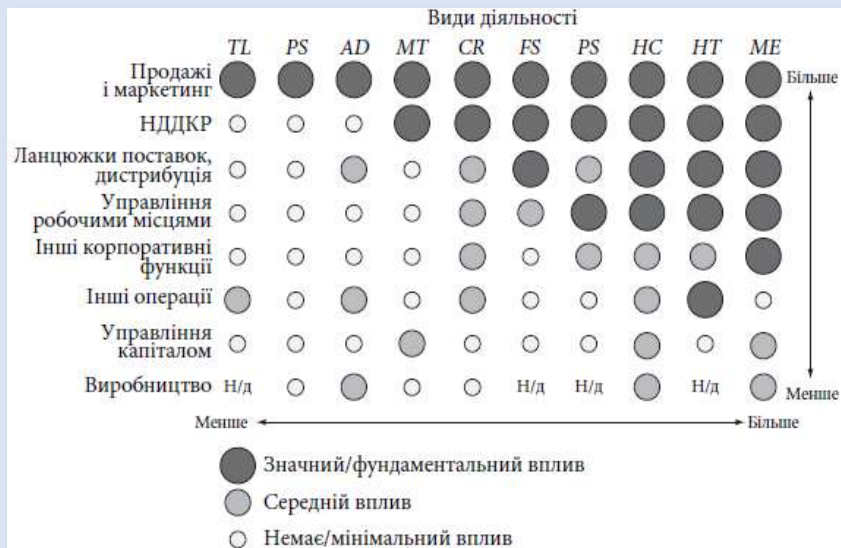 Види діяльності
TL PS AD MT CR FS PS HC HT ME
Продажі
і маркетинг
Більше
НДДКР
Ланцюжки поставок,
дистрибуція
Управління
робочими місцями
Інші корпоративні
функції
Інші операції
Управління
капіталом
Виробництво Н/д Н/д Н/д Н/д Менше
Менше Більше
Значний/фундаментальний вплив
Середній вплив
Немає/мінімальний вплив